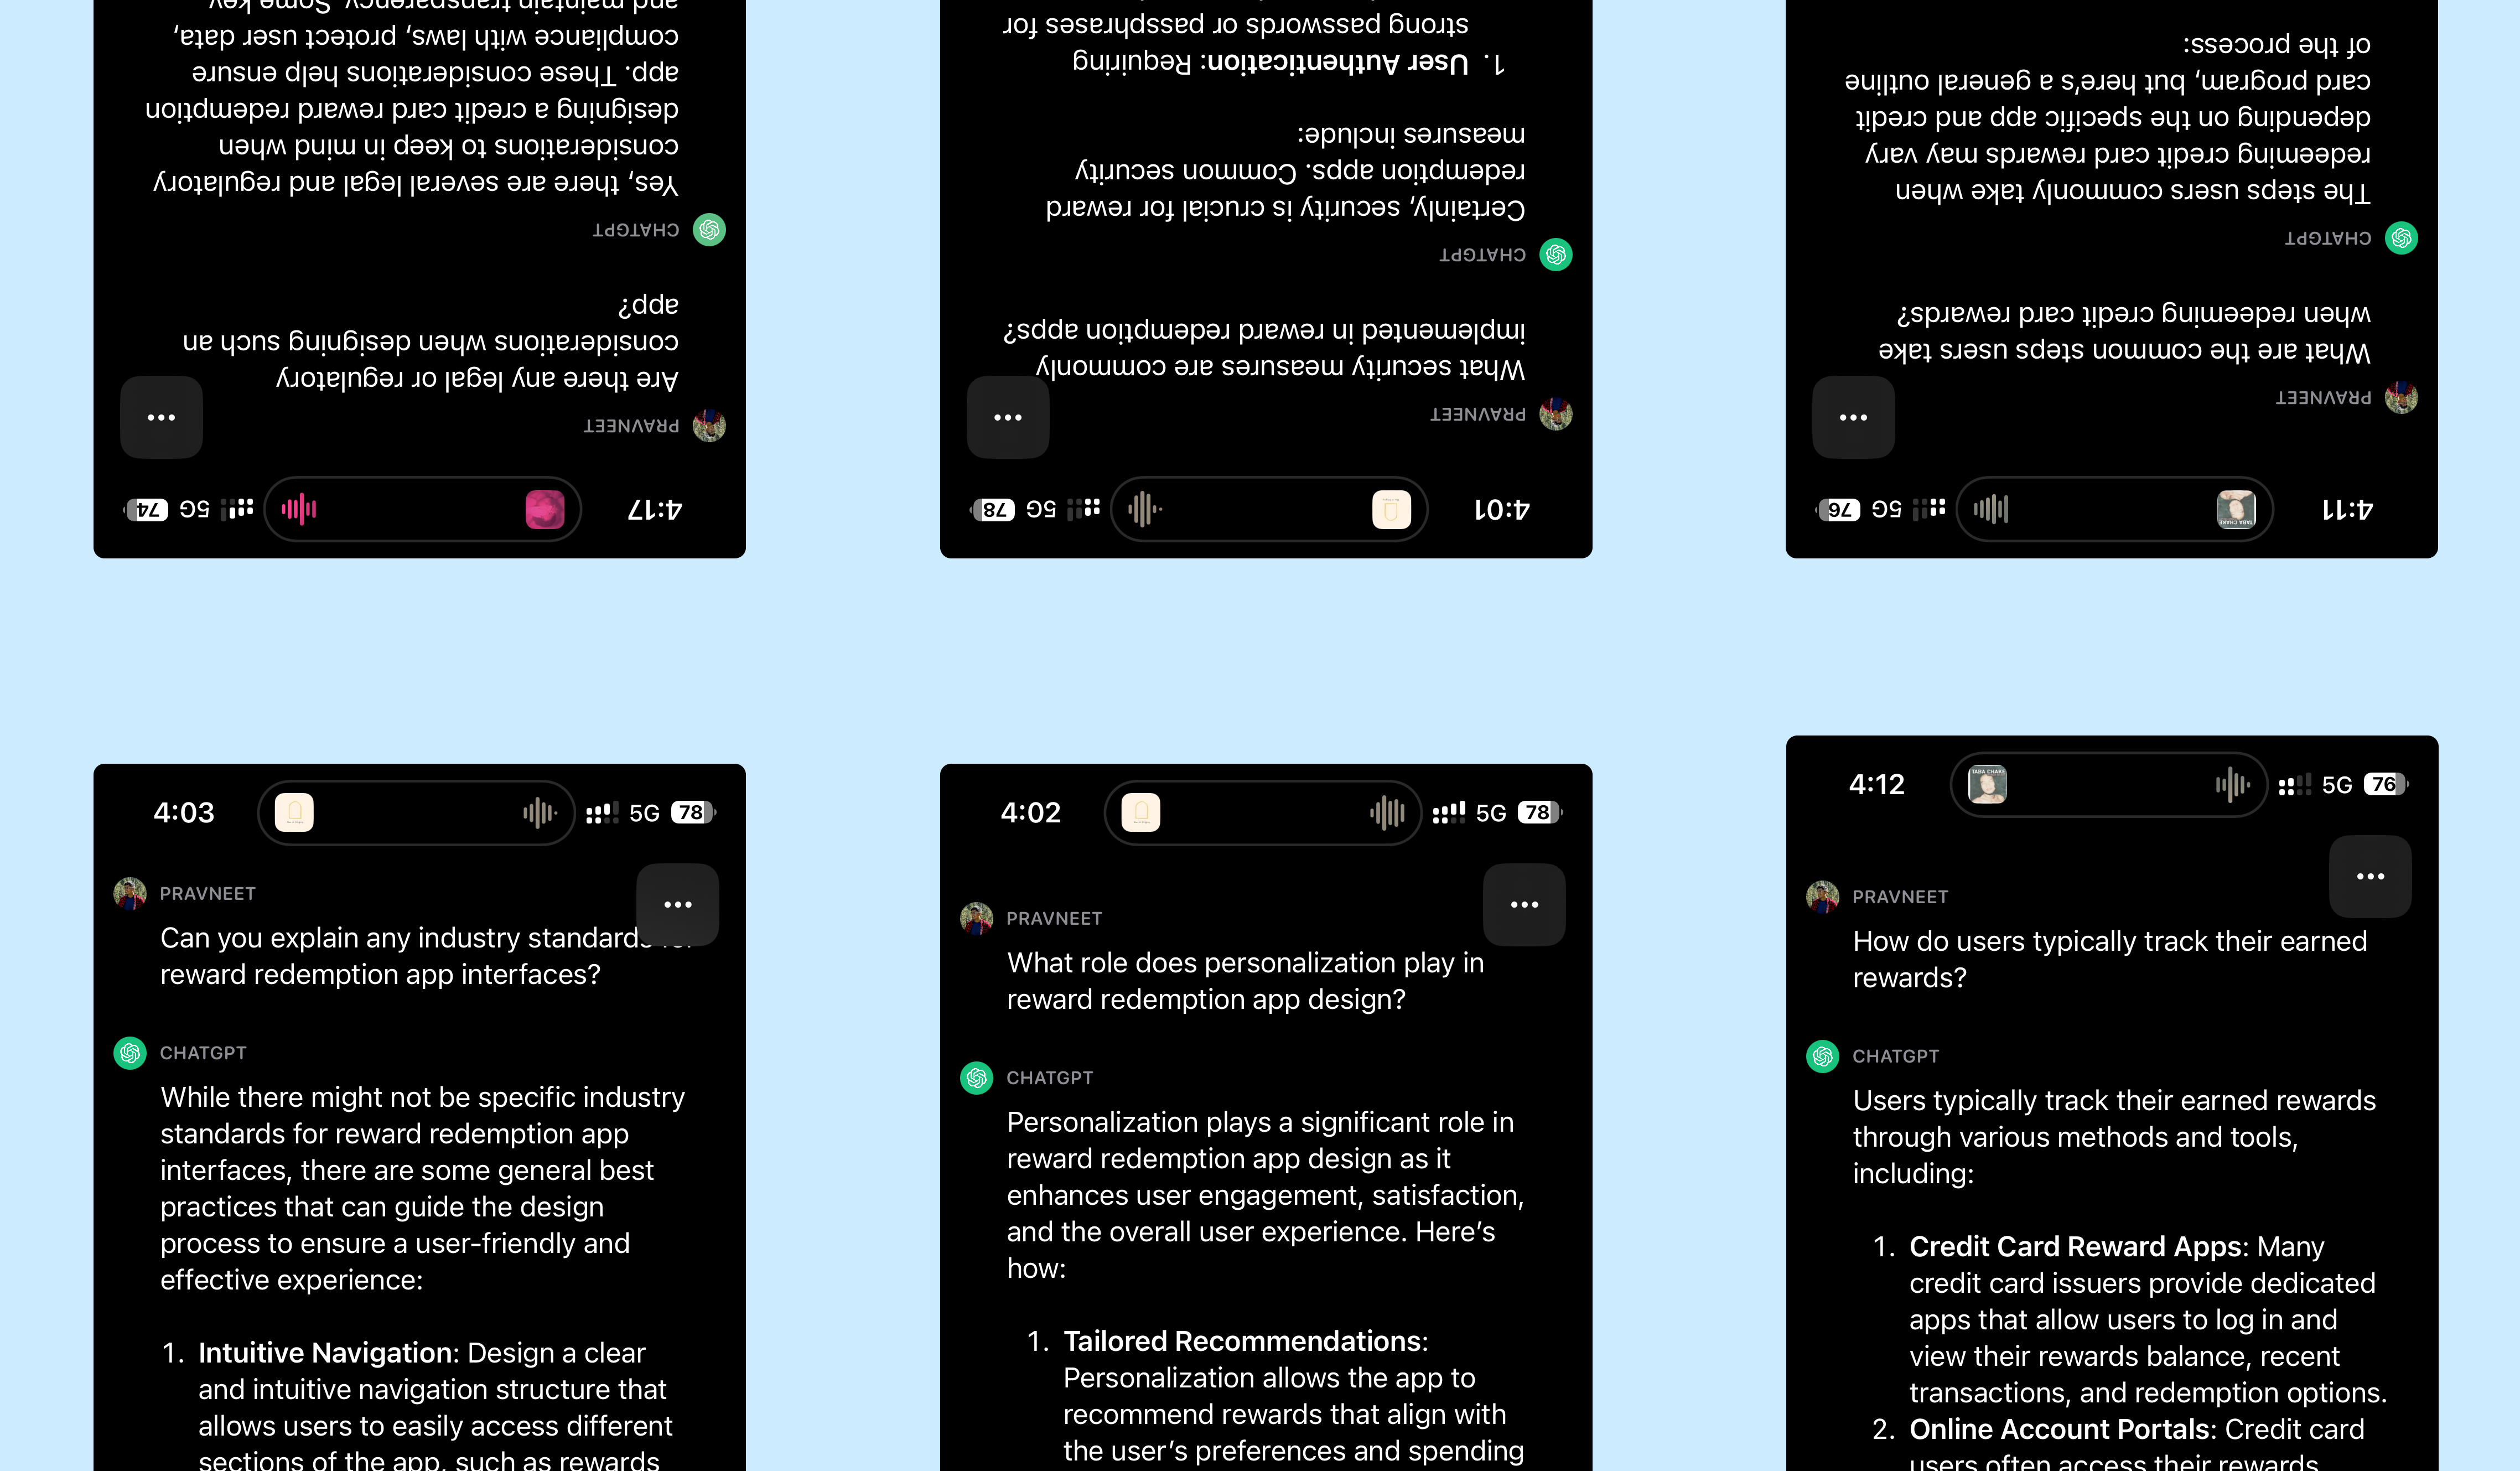 4:17
5G
74
PRAVNEET
Are there any legal or regulatory
considerations when designing such an
app?
CHATGPT
Yes, there are several legal and regulatory
considerations to keep in mind when
designing a credit card reward redemption
app. These considerations help ensure
compliance with laws, protect user data,
and maintain transparency. Some key
4:01
5G
78
PRAVNEET
What security measures are commonly
implemented in reward redemption apps?
CHATGPT
Certainly, security is crucial for reward
redemption apps. Common security
measures include:
1. User Authentication: Requiring
strong passwords or passphrases for
4:11
5G
76
TABA CHAKE
PRAVNEET
What are the common steps users take
when redeeming credit card rewards?
CHATGPT
The steps users commonly take when
redeeming credit card rewards may vary
depending on the specific app and credit
card program, but here's a general outline
of the process:
4:03
5G
78
PRAVNEET
Can you explain any industry standards for
reward redemption app interfaces?
CHATGPT
While there might not be specific industry
standards for reward redemption app
interfaces, there are some general best
practices that can guide the design
process to ensure a user-friendly and
effective experience:
1. Intuitive Navigation: Design a clear
and intuitive navigation structure that
allows users to easily access different
sections of the app, such as rewards
4:02
5G
78
PRAVNEET
What role does personalization play in
reward redemption app design?
CHATGPT
Personalization plays a significant role in
reward redemption app design as it
enhances user engagement, satisfaction,
and the overall user experience. Here's
how:
1. Tailored Recommendations:
Personalization allows the app to
recommend rewards that align with
the user's preferences and spending
4:12
TABA CHAKE
5G
76
PRAVNEET
How do users typically track their earned
rewards?
CHATGPT
Users typically track their earned rewards
through various methods and tools,
including:
1. Credit Card Reward Apps: Many
credit card issuers provide dedicated
apps that allow users to log in and
view their rewards balance, recent
transactions, and redemption options.
2. Online Account Portals: Credit card
users often access their rewards